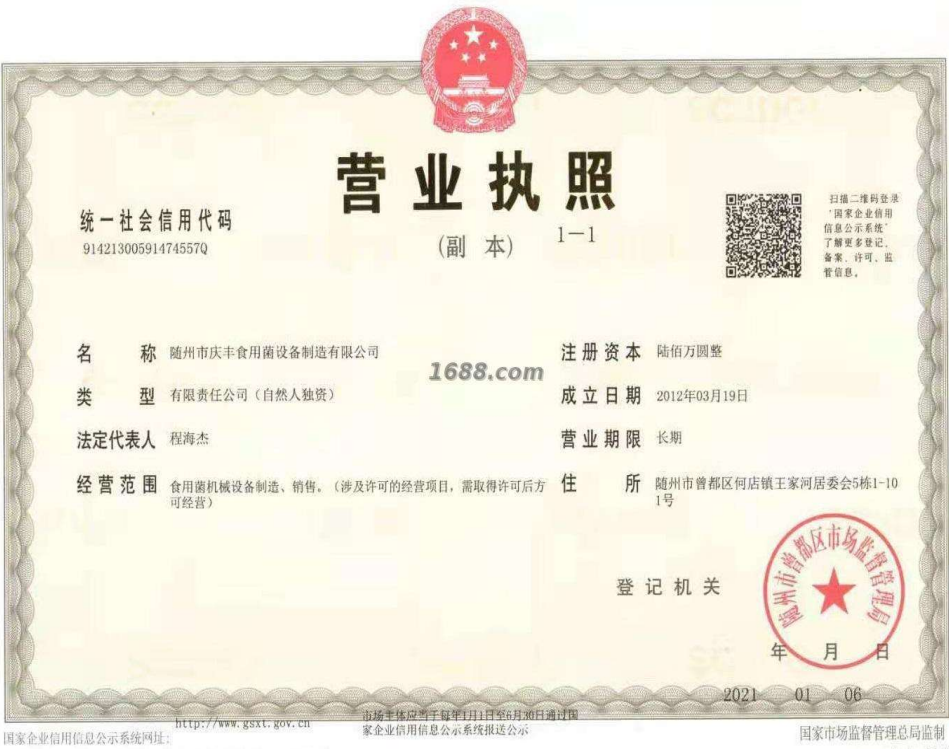 营业执照
(副 本) 1-1
统一社会信用代码
91421300591474557Q
扫描二维码登录
"国家企业信用
信息公示系统"
了解更多登记、
备案、许可、监
管信息。
名 称 随州市庆丰食用菌设备制造有限公司
类 型 有限责任公司（自然人独资）
法定代表人 程海杰
经营范围 食用菌机械设备制造、销售。（涉及许可的经营项目，需取得许可后方
可经营）
注册资本 陆佰万圆整
成立日期 2012年03月19日
营业期限 长期
住 所 随州市曾都区何店镇王家河居委会5栋1-10
1号
1688.com
登记机关
随州市曾都区市场监督管理局
年 月 日
2021 01 06
http://www.gsxt.gov.cn
国家企业信用信息公示系统网址：
市场主体应当于每年1月1日至6月30日通过国
家企业信用信息公示系统报送公示
国家市场监督管理总局监制